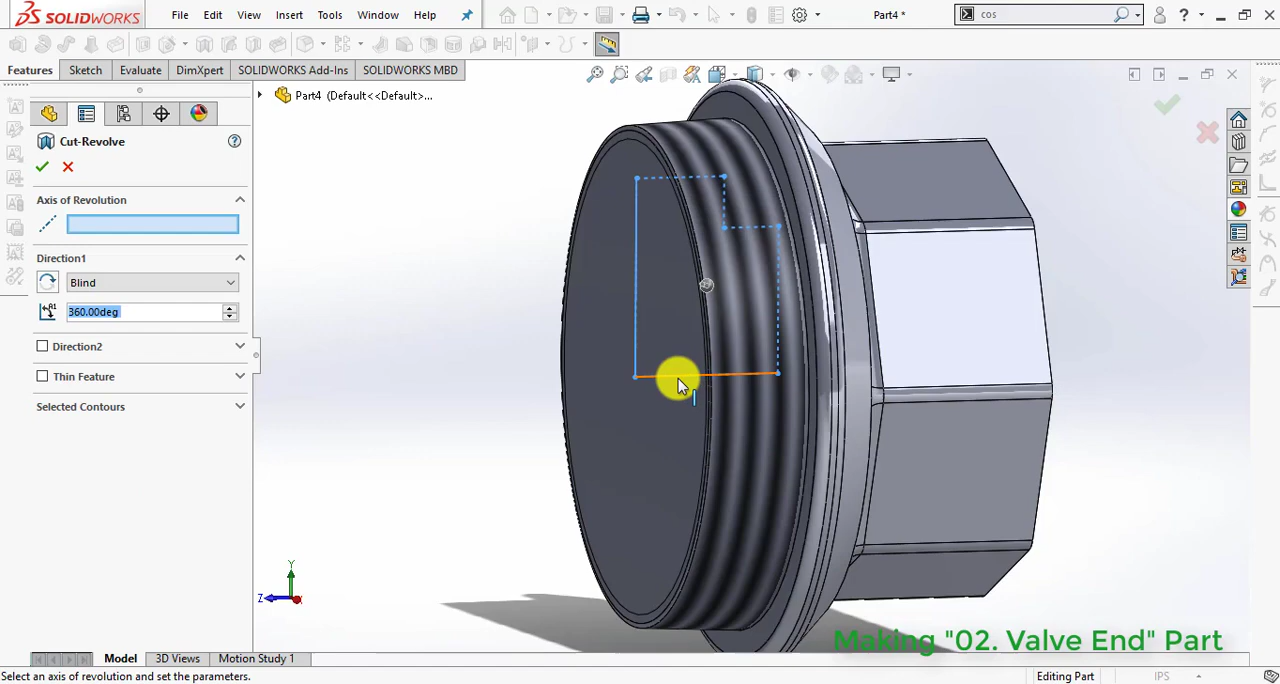 SOLIDWORKS
File
Edit
View
Insert
Tools
Window
Help
Part4 *
cos
Features
Sketch
Evaluate
DimXpert
SOLIDWORKS Add-Ins
SOLIDWORKS MBD
Part4 (Default<<Default>...
Cut-Revolve
Axis of Revolution
Direction1
Blind
360.00deg
Direction2
Thin Feature
Selected Contours
Y
Z
Making "02. Valve End" Part
Model
3D Views
Motion Study 1
Select an axis of revolution and set the parameters.
Editing Part
IPS